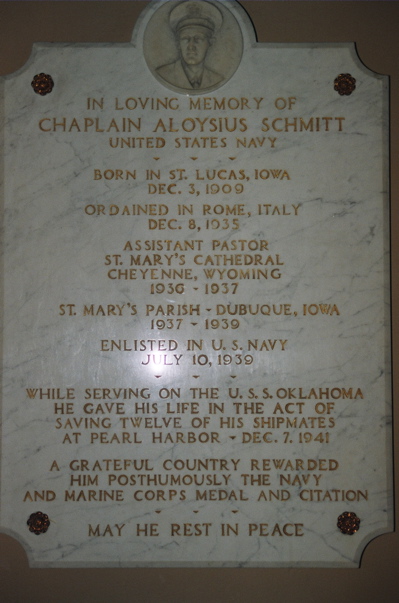 IN LOVING MEMORY OF
CHAPLAIN ALOYSIUS SCHMITT
UNITED STATES NAVY
BORN IN ST. LUCAS, IOWA
DEC. 3, 1909
ORDAINED IN ROME, ITALY
DEC. 8, 1935
ASSISTANT PASTOR
ST. MARY'S CATHEDRAL
CHEYENNE, WYOMING
1936 - 1937
ST. MARY'S PARISH - DUBUQUE, IOWA
1937 - 1939
ENLISTED IN U. S. NAVY
JULY 10, 1939
WHILE SERVING ON THE U. S. S. OKLAHOMA
HE GAVE HIS LIFE IN THE ACT OF
SAVING TWELVE OF HIS SHIPMATES
AT PEARL HARBOR - DEC. 7, 1941
A GRATEFUL COUNTRY REWARDED
HIM POSTHUMOUSLY THE NAVY
AND MARINE CORPS MEDAL AND CITATION
MAY HE REST IN PEACE